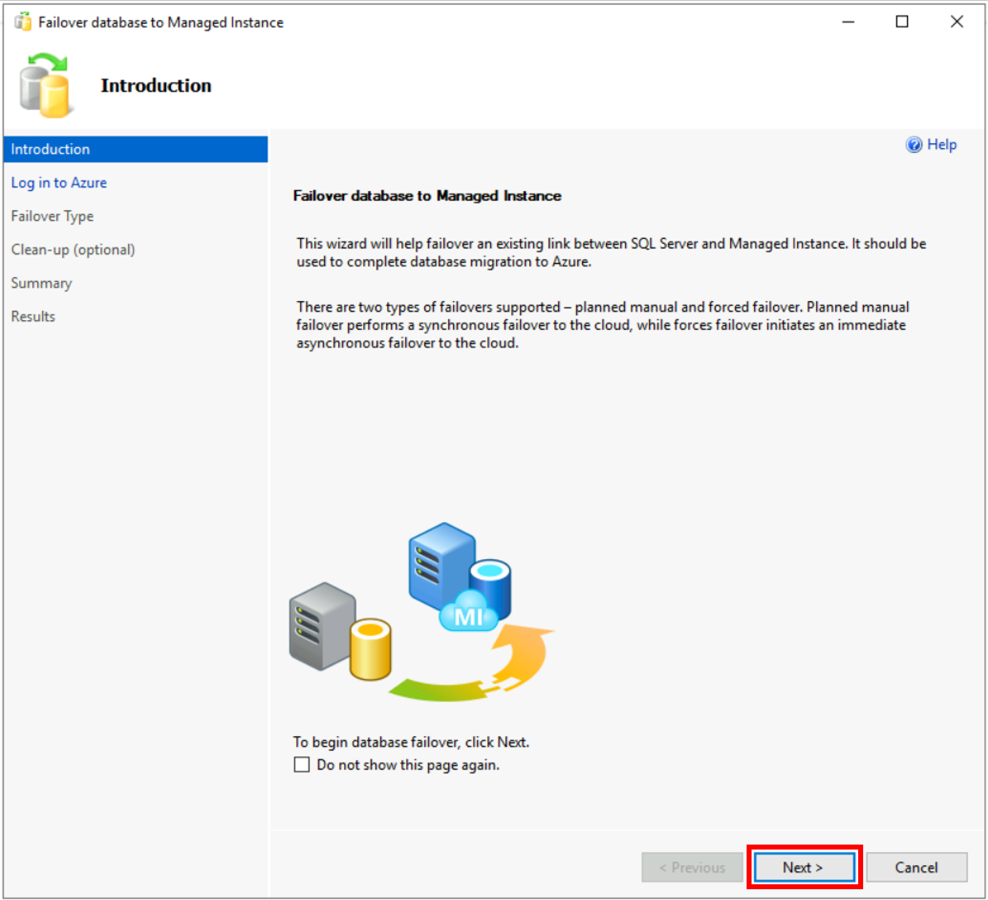 Failover database to Managed Instance
Introduction
Introduction
Log in to Azure
Failover Type
Clean-up (optional)
Summary
Results
Help
Failover database to Managed Instance
This wizard will help failover an existing link between SQL Server and Managed Instance. It should be
used to complete database migration to Azure.
There are two types of failovers supported – planned manual and forced failover. Planned manual
failover performs a synchronous failover to the cloud, while forces failover initiates an immediate
asynchronous failover to the cloud.
MI
To begin database failover, click Next.
Do not show this page again.
< Previous
Next >
Cancel